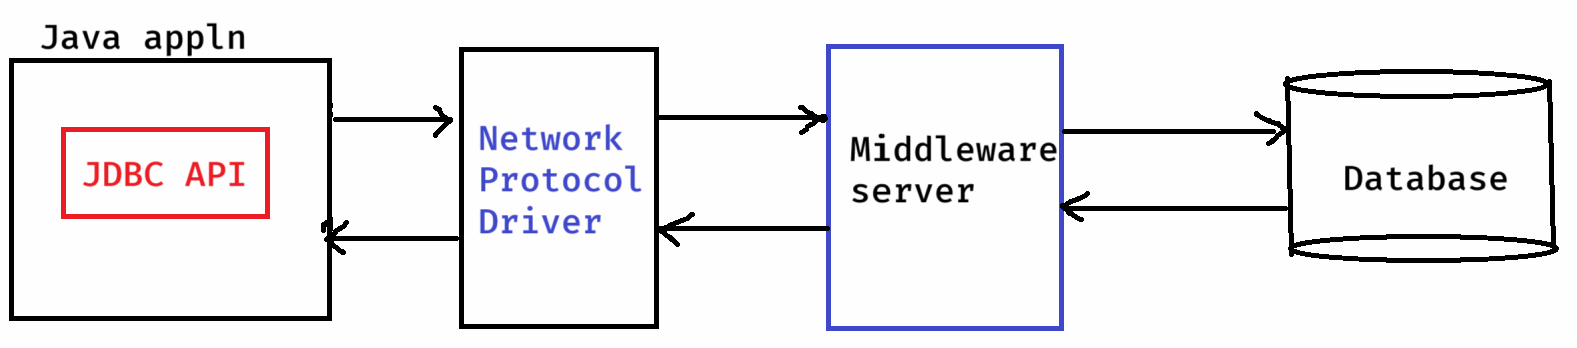 Java appln
JDBC API
Network
Protocol
Driver
Middleware
server
Database